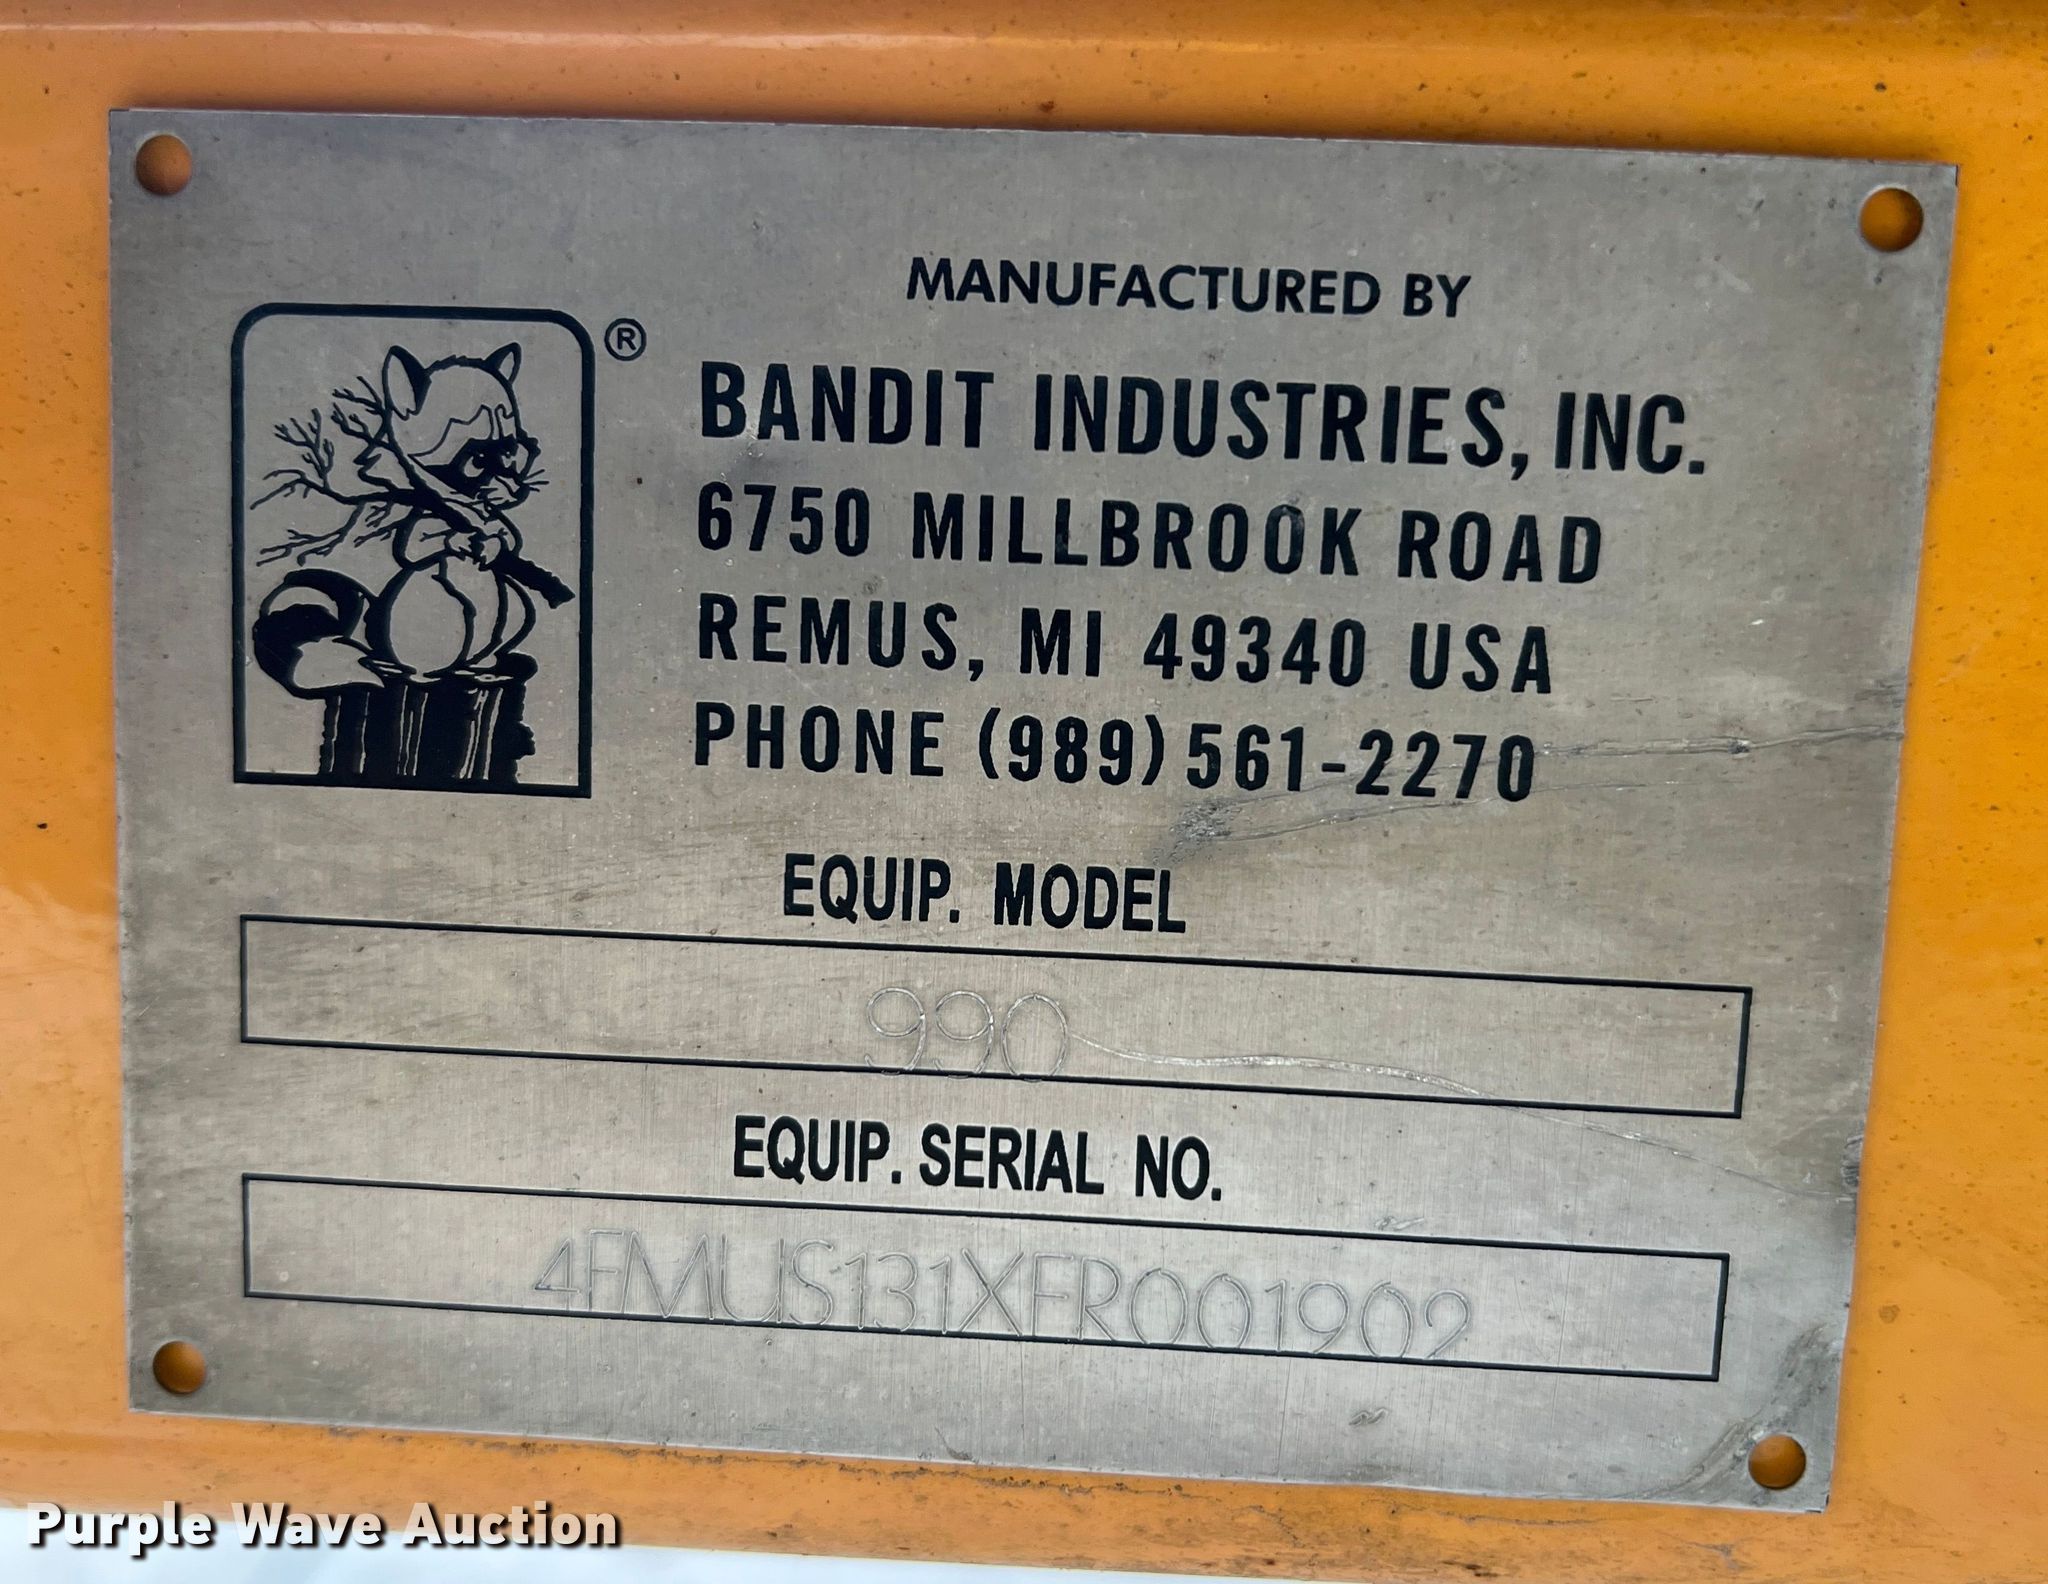 MANUFACTURED BY
®
BANDIT INDUSTRIES, INC.
6750 MILLBROOK ROAD
REMUS, MI 49340 USA
PHONE (989) 561-2270
EQUIP. MODEL
990
EQUIP. SERIAL NO.
4FMUS131XFR001902
Purple Wave Auction